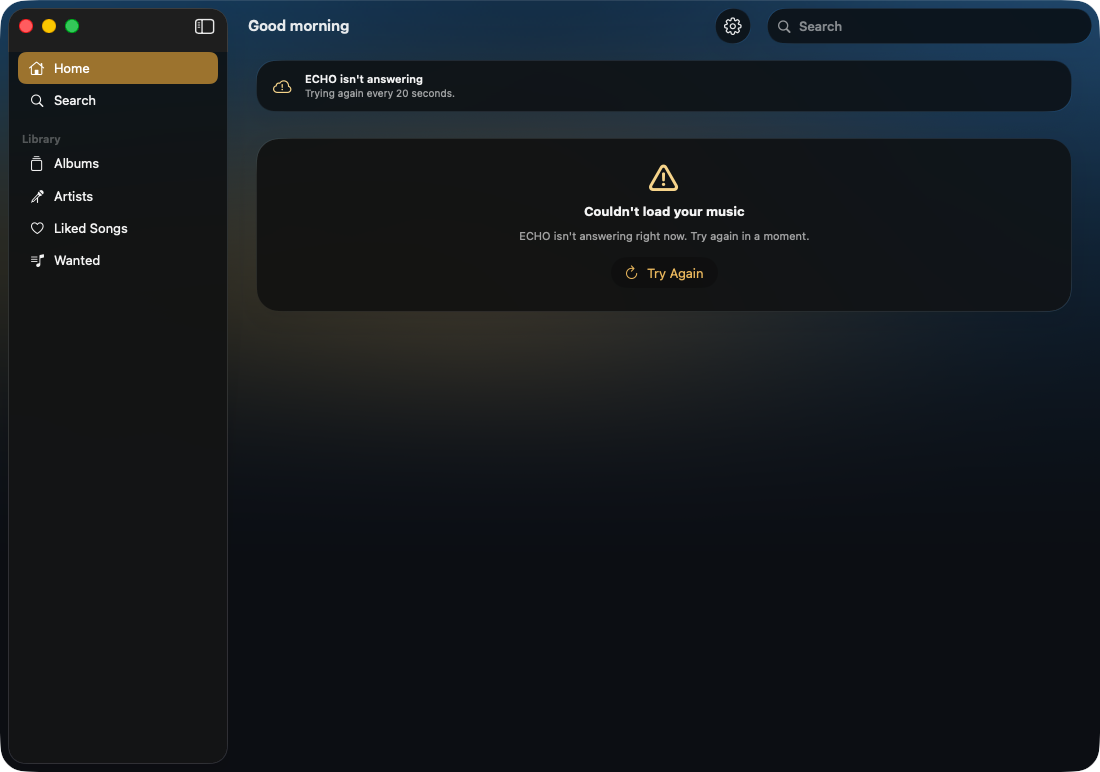 Good morning
Search
Home
Search
Library
Albums
Artists
Liked Songs
Wanted
ECHO isn't answering
Trying again every 20 seconds.
Couldn't load your music
ECHO isn't answering right now. Try again in a moment.
Try Again